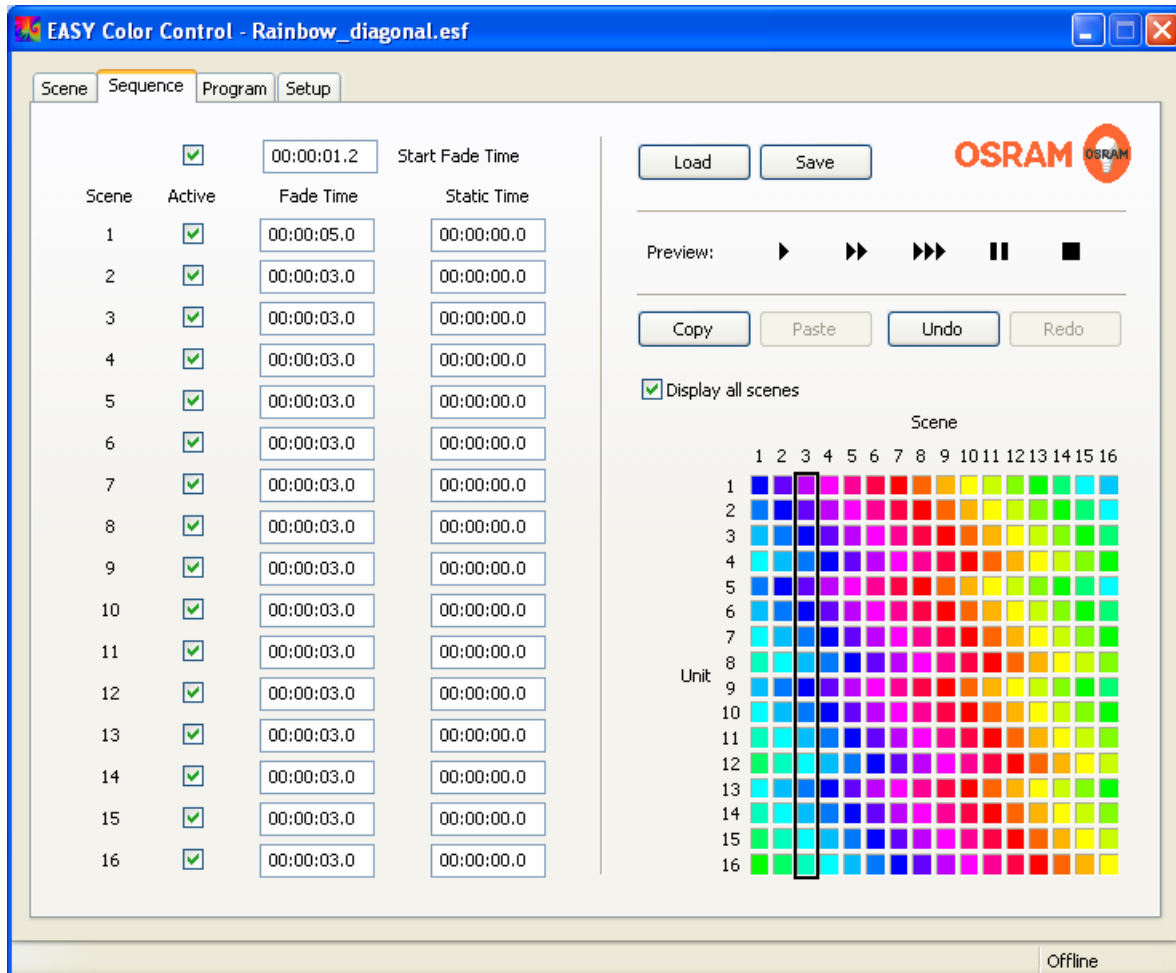 EASY Color Control - Rainbow_diagonal.esf
Scene Sequence Program Setup
00:00:01.2 Start Fade Time
Scene Active Fade Time Static Time
1 00:00:05.0 00:00:00.0
2 00:00:03.0 00:00:00.0
3 00:00:03.0 00:00:00.0
4 00:00:03.0 00:00:00.0
5 00:00:03.0 00:00:00.0
6 00:00:03.0 00:00:00.0
7 00:00:03.0 00:00:00.0
8 00:00:03.0 00:00:00.0
9 00:00:03.0 00:00:00.0
10 00:00:03.0 00:00:00.0
11 00:00:03.0 00:00:00.0
12 00:00:03.0 00:00:00.0
13 00:00:03.0 00:00:00.0
14 00:00:03.0 00:00:00.0
15 00:00:03.0 00:00:00.0
16 00:00:03.0 00:00:00.0
Load Save
OSRAM OSRAM
Preview:
Copy Paste Undo Redo
Display all scenes
Scene
1 2 3 4 5 6 7 8 9 10 11 12 13 14 15 16
Unit
1
2
3
4
5
6
7
8
9
10
11
12
13
14
15
16
Offline